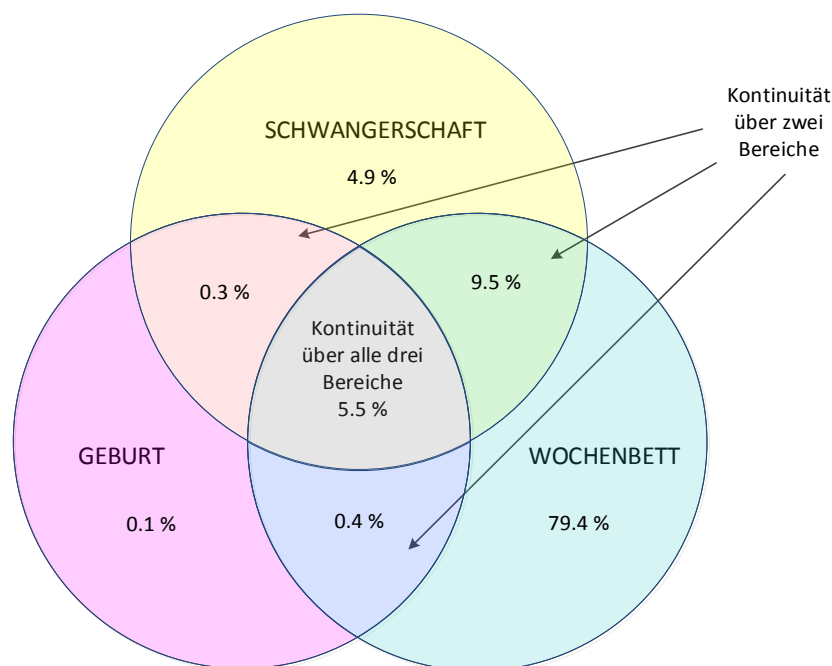 Kontinuität
über zwei
Bereiche
SCHWANGERSCHAFT
4.9 %
0.3 %
9.5 %
Kontinuität
über alle drei
Bereiche
5.5 %
GEBURT
WOCHENBETT
0.1 %
0.4 %
79.4 %